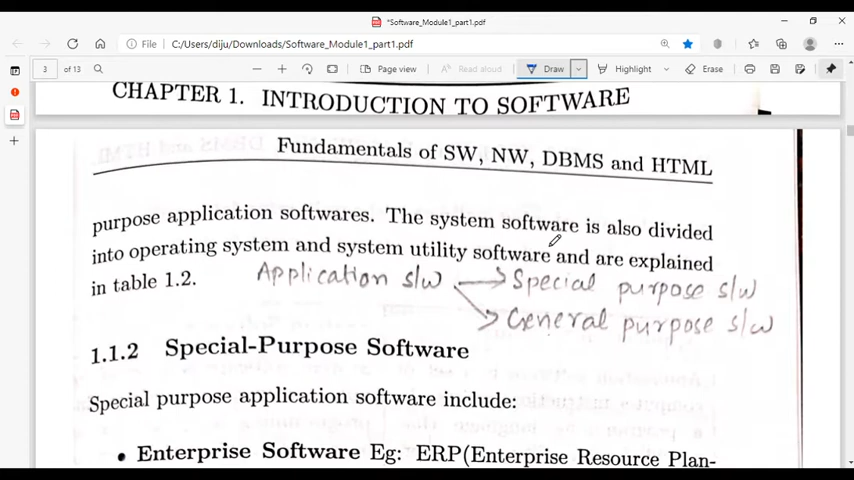 *Software_Module1_part1.pdf
File | C:/Users/diju/Downloads/Software_Module1_part1.pdf
3 of 13 Page view Read aloud Draw Highlight Erase
CHAPTER 1. INTRODUCTION TO SOFTWARE
Fundamentals of SW, NW, DBMS and HTML
purpose application softwares. The system software is also divided
into operating system and system utility software and are explained
in table 1.2.
Application s/w → Special purpose s/w
→ General purpose s/w
1.1.2 Special-Purpose Software
Special purpose application software include:
• Enterprise Software Eg: ERP(Enterprise Resource Plan-